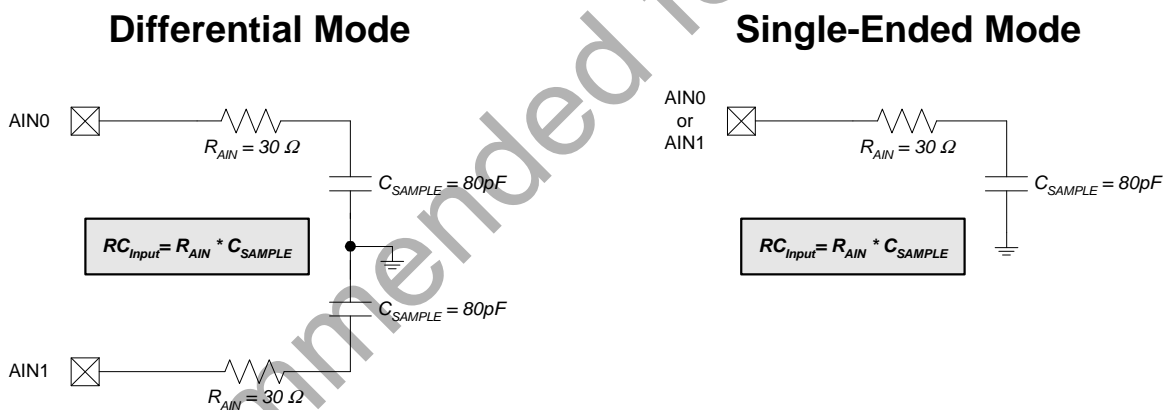 Differential Mode
AIN0
R_AIN = 30 Ω
C_SAMPLE = 80pF
RC_Input= R_AIN * C_SAMPLE
C_SAMPLE = 80pF
AIN1
R_AIN = 30 Ω
Single-Ended Mode
AIN0
or
AIN1
R_AIN = 30 Ω
C_SAMPLE = 80pF
RC_Input= R_AIN * C_SAMPLE